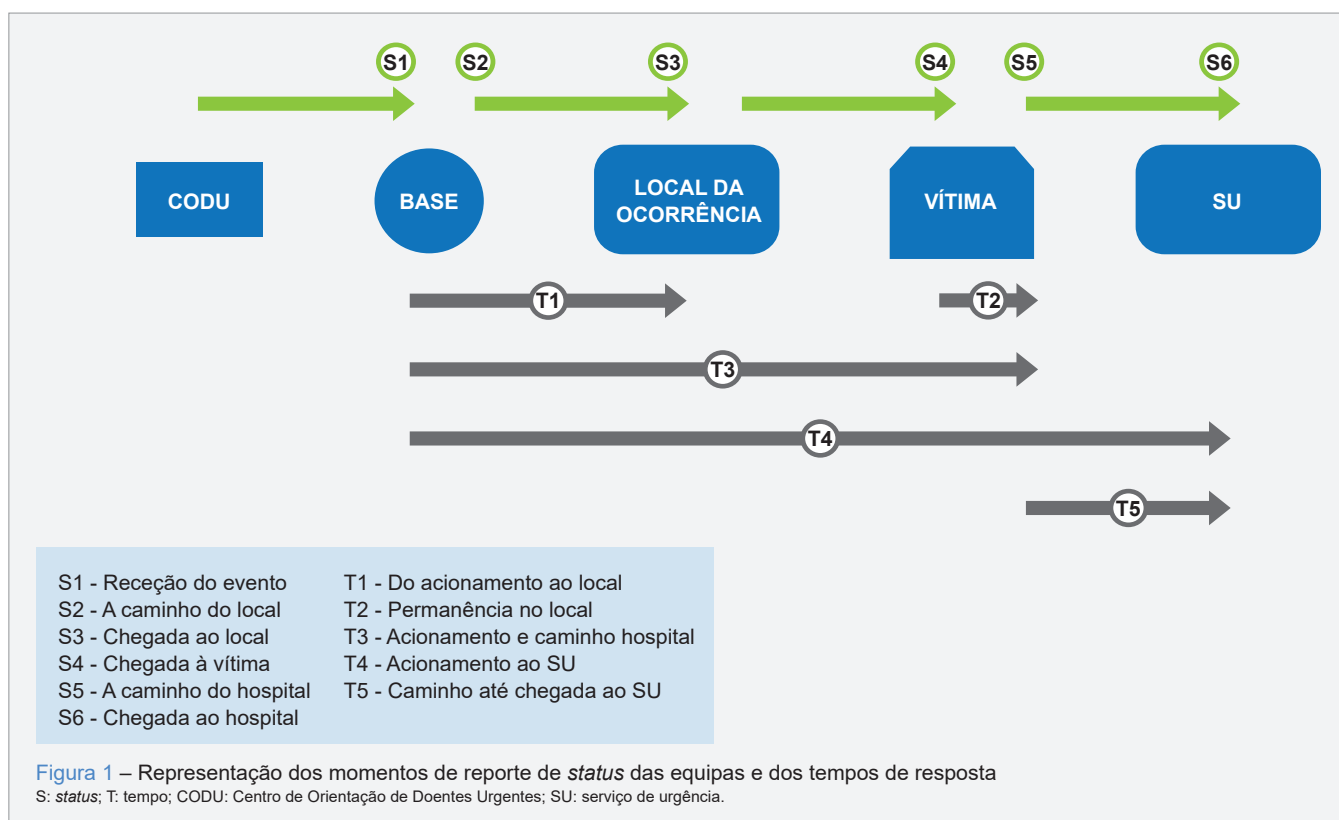 S1 S2 S3 S4 S5 S6
CODU
BASE
LOCAL DA
OCORRÊNCIA
VÍTIMA
SU
T1
T2
T3
T4
T5
S1 - Receção do evento
S2 - A caminho do local
S3 - Chegada ao local
S4 - Chegada à vítima
S5 - A caminho do hospital
S6 - Chegada ao hospital
T1 - Do acionamento ao local
T2 - Permanência no local
T3 - Acionamento e caminho hospital
T4 - Acionamento ao SU
T5 - Caminho até chegada ao SU
Figura 1 – Representação dos momentos de reporte de status das equipas e dos tempos de resposta
S: status; T: tempo; CODU: Centro de Orientação de Doentes Urgentes; SU: serviço de urgência.